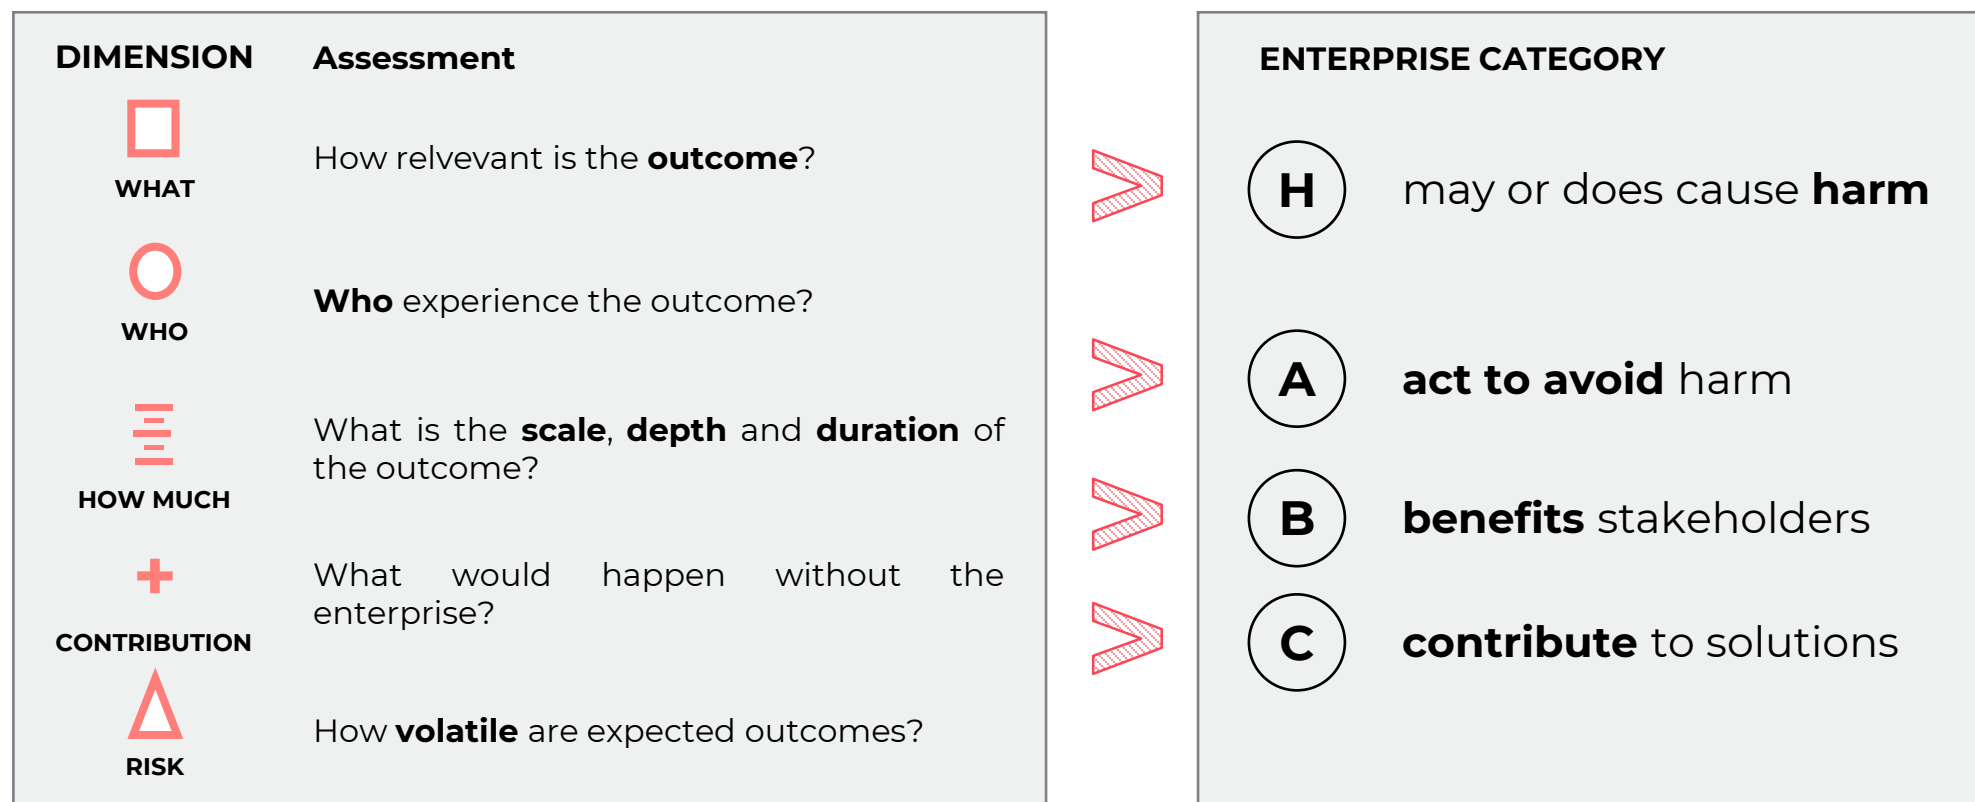 DIMENSION Assessment
WHAT
How relvevant is the outcome?
WHO
Who experience the outcome?
HOW MUCH
What is the scale, depth and duration of
the outcome?
CONTRIBUTION
What would happen without the
enterprise?
RISK
How volatile are expected outcomes?
ENTERPRISE CATEGORY
H may or does cause harm
A act to avoid harm
B benefits stakeholders
C contribute to solutions